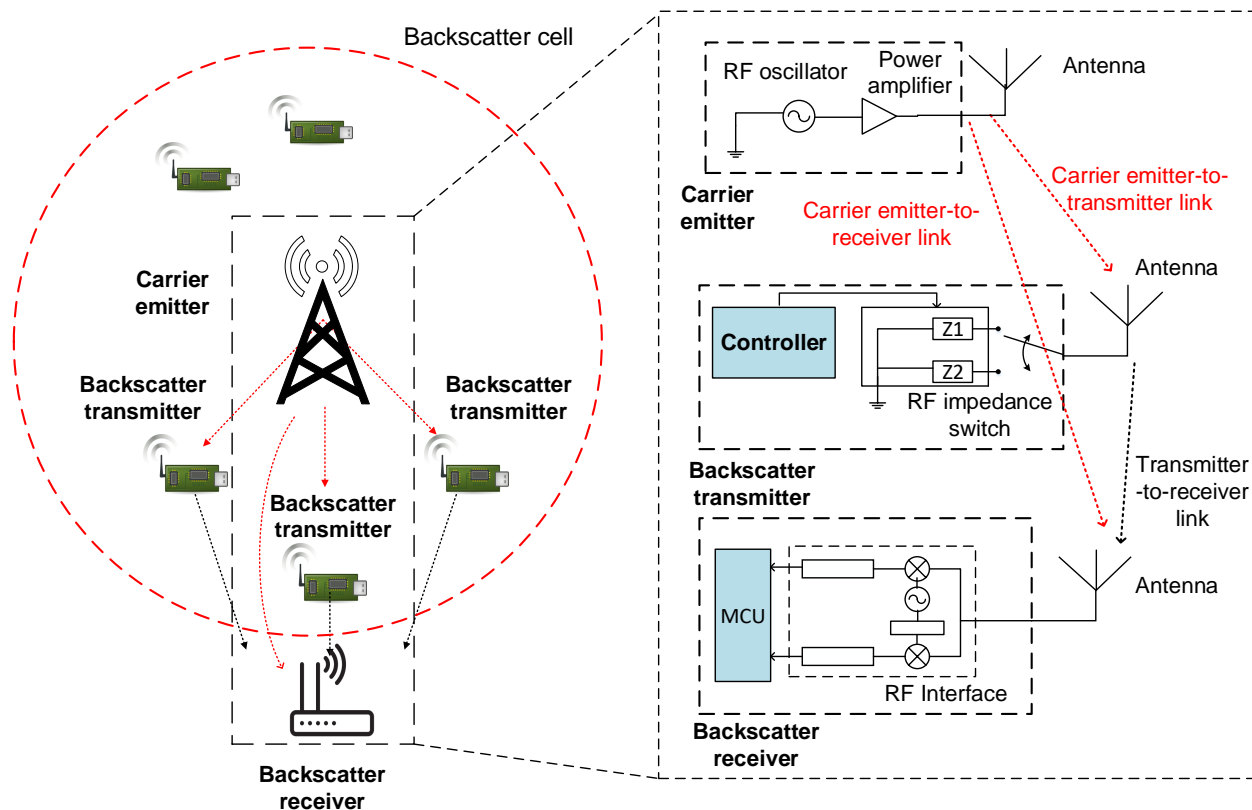 Backscatter cell
Carrier
emitter
Backscatter
transmitter
Backscatter
transmitter
Backscatter
transmitter
Backscatter
receiver
RF oscillator
Power
amplifier
Antenna
Carrier
emitter
Carrier emitter-to-
receiver link
Carrier emitter-to-
transmitter link
Antenna
Controller
Z1
Z2
RF impedance
switch
Backscatter
transmitter
Transmitter
-to-receiver
link
MCU
RF Interface
Antenna
Backscatter
receiver